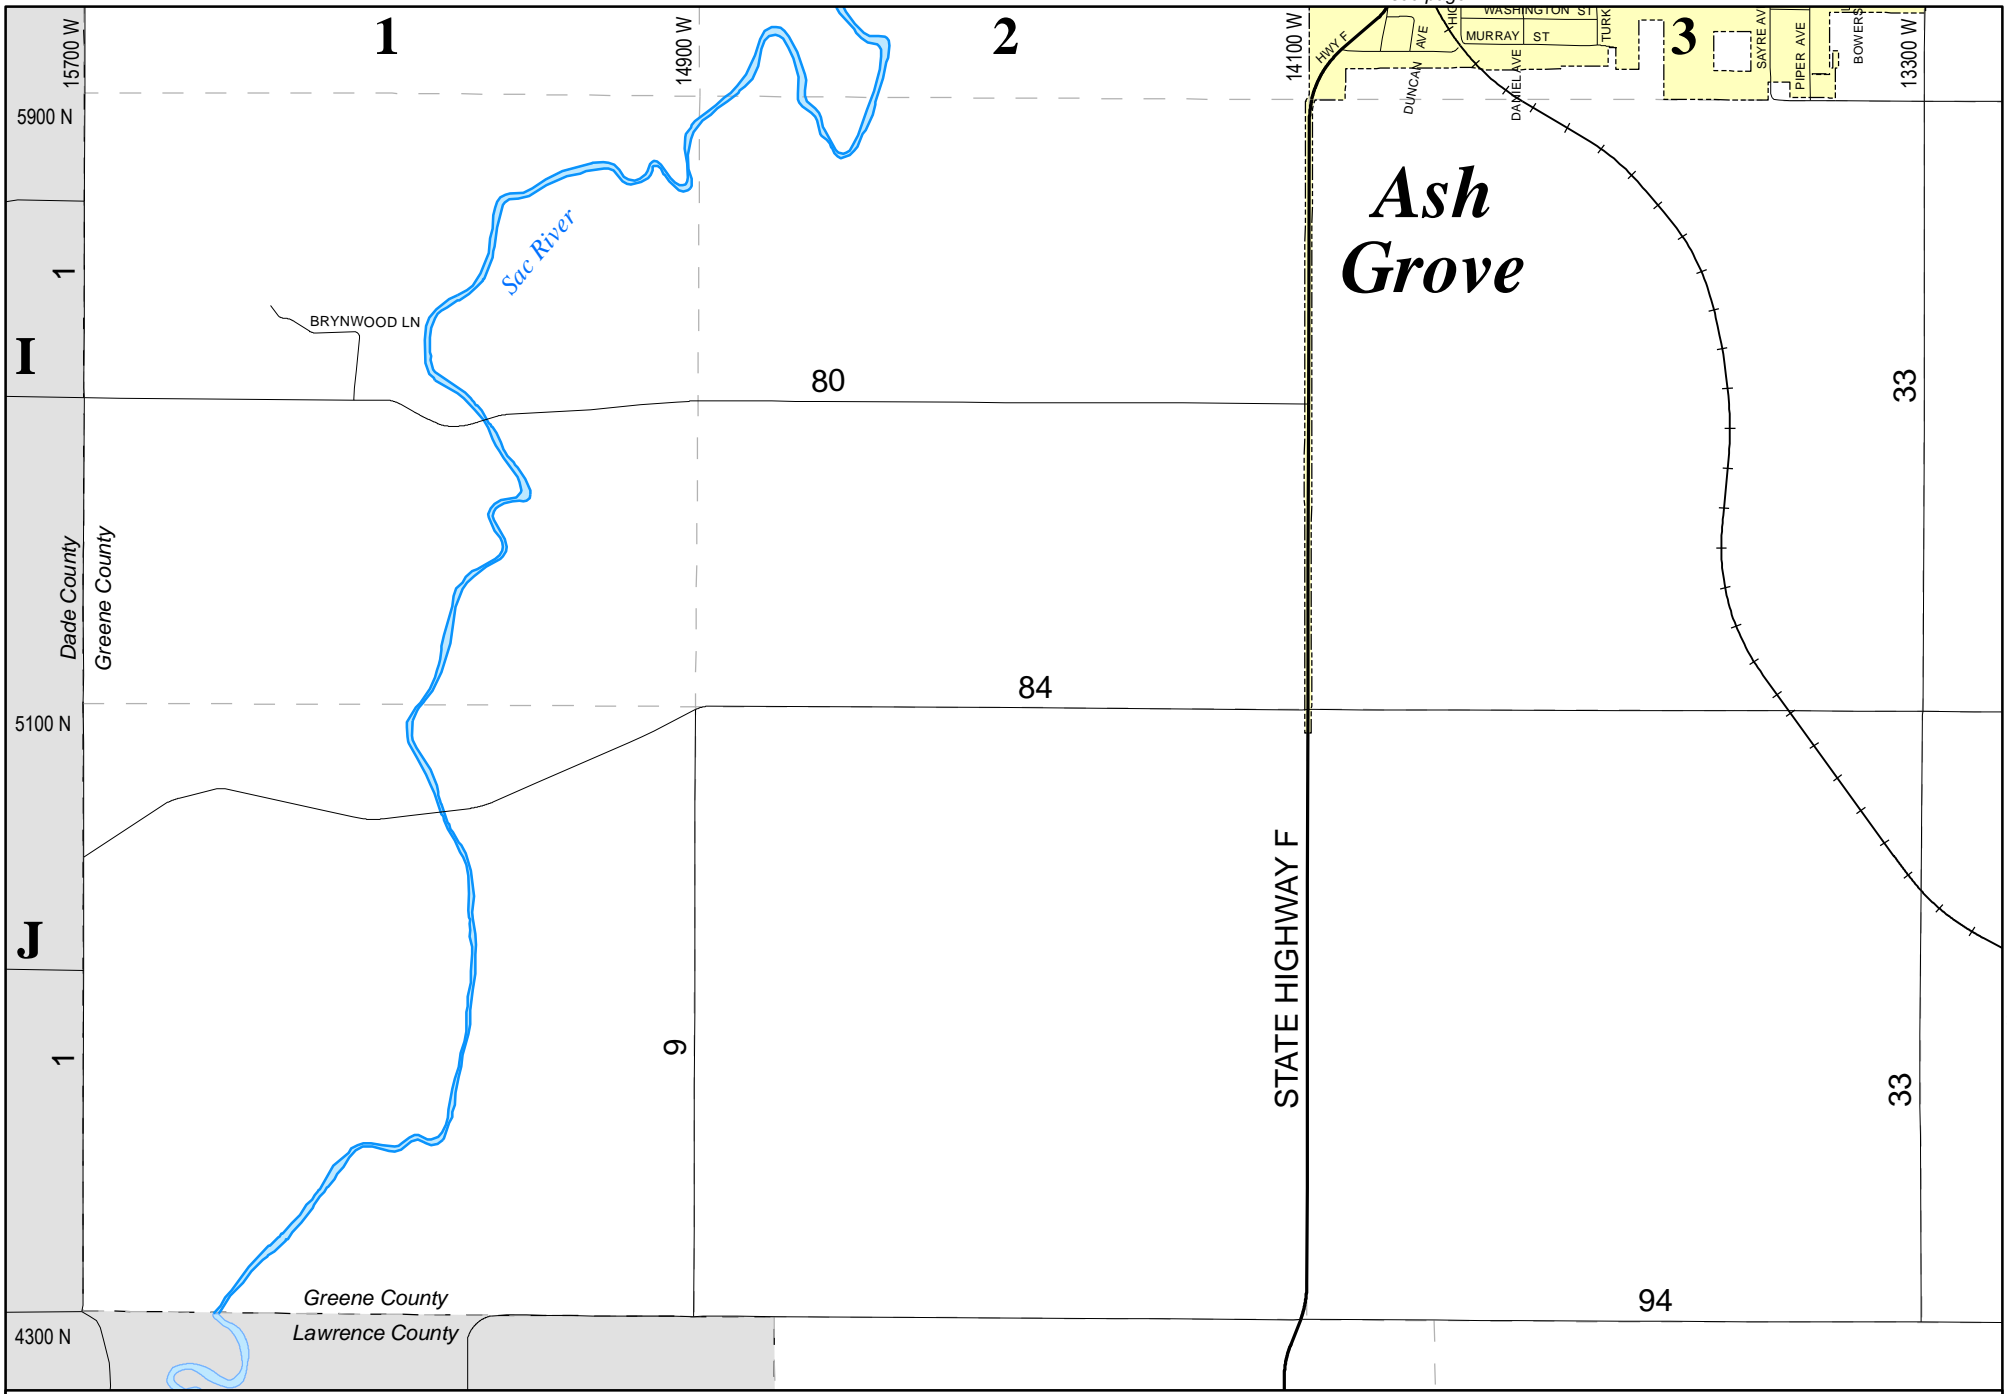 15700 W
1
14900 W
2
14100 W
HWY F
DUNCAN AVE
WASHINGTON ST
MURRAY ST
DANIEL AVE
TURK
3
SAYRE AV
PIPER AVE
BOWERS
13300 W
5900 N
Ash
Grove
Sac River
1
BRYNWOOD LN
I
80
33
Dade County
Greene County
84
5100 N
STATE HIGHWAY F
J
1
9
33
Greene County
Lawrence County
94
4300 N